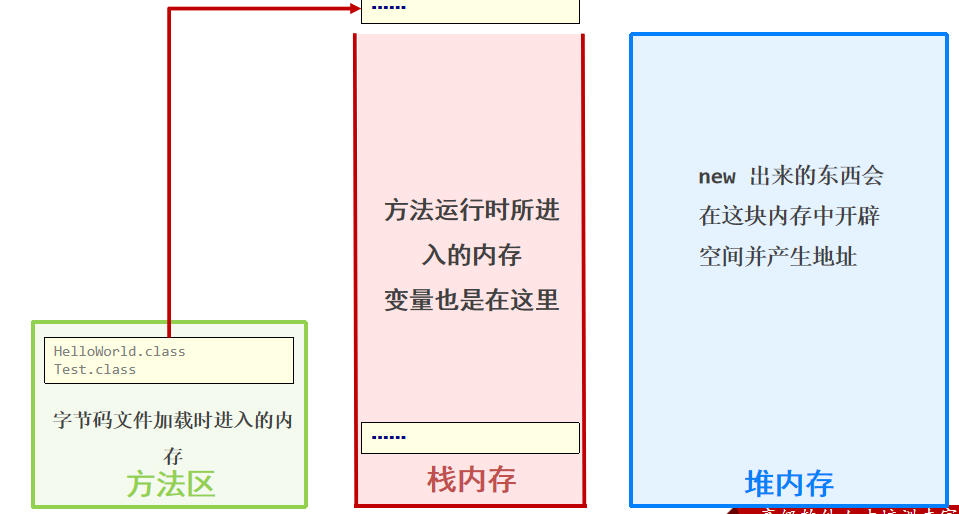 ......
方法运行时所进
入的内存
变量也是在这里
......
栈内存
new 出来的东西会
在这块内存中开辟
空间并产生地址
堆内存
HelloWorld.class
Test.class
字节码文件加载时进入的内
存
方法区